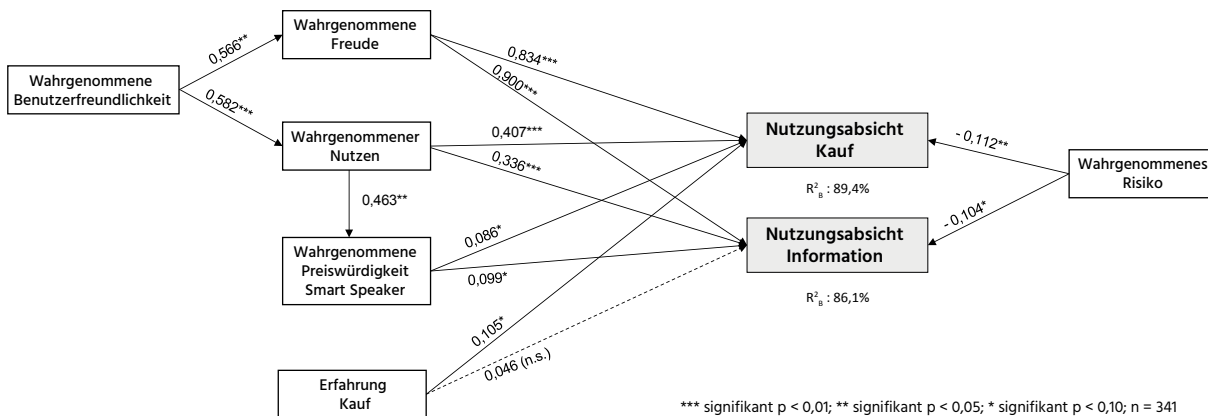 Wahrgenommene
Freude
0,566**
0,834***
0,900***
Wahrgenommene
Benutzerfreundlichkeit
0,582***
Wahrgenommener
Nutzen
0,407***
0,336***
Nutzungsabsicht
Kauf
R²B : 89,4%
- 0,112**
Wahrgenommenes
Risiko
- 0,104*
0,463**
Wahrgenommene
Preiswürdigkeit
Smart Speaker
0,086*
0,099*
Nutzungsabsicht
Information
R²B : 86,1%
0,105*
0,046 (n.s.)
Erfahrung
Kauf
*** signifikant p < 0,01; ** signifikant p < 0,05; * signifikant p < 0,10; n = 341